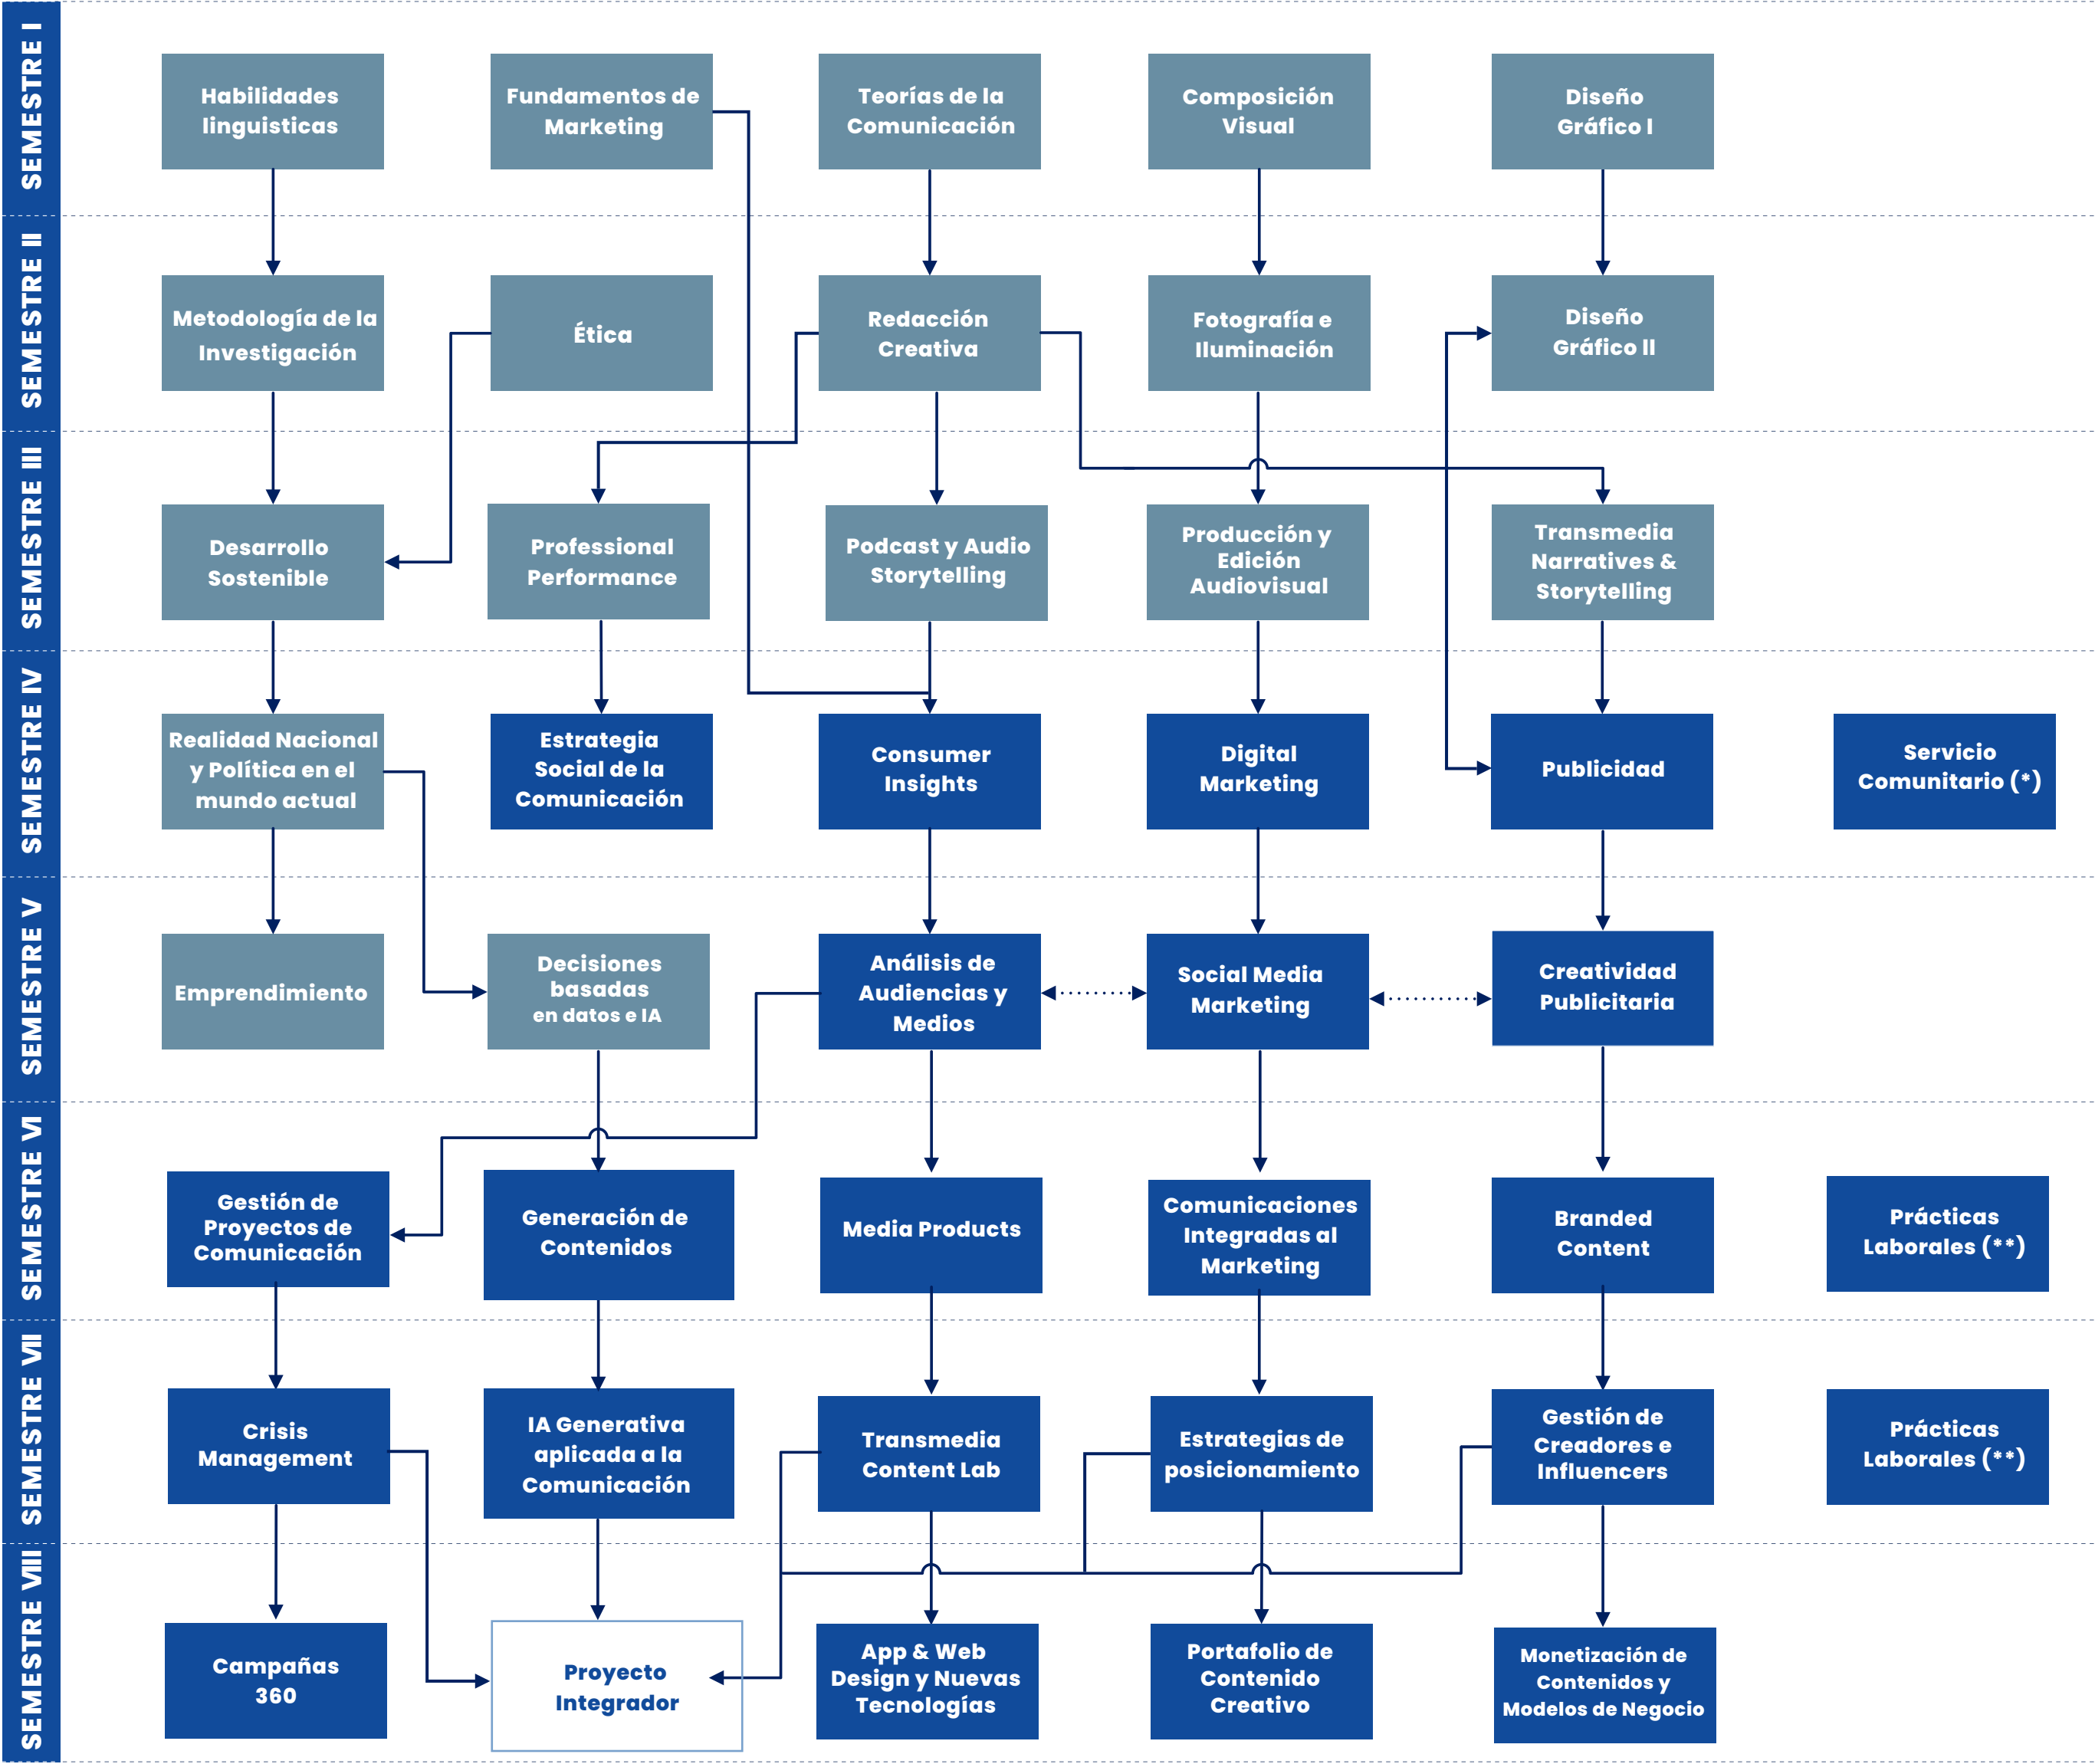 SEMESTRE I
Habilidades
linguisticas
Fundamentos de
Marketing
Teorías de la
Comunicación
Composición
Visual
Diseño
Gráfico I
SEMESTRE II
Metodología de la
Investigación
Ética
Redacción
Creativa
Fotografía e
Iluminación
Diseño
Gráfico II
SEMESTRE III
Desarrollo
Sostenible
Professional
Performance
Podcast y Audio
Storytelling
Producción y
Edición
Audiovisual
Transmedia
Narratives &
Storytelling
SEMESTRE IV
Realidad Nacional
y Política en el
mundo actual
Estrategia
Social de la
Comunicación
Consumer
Insights
Digital
Marketing
Publicidad
Servicio
Comunitario (*)
SEMESTRE V
Emprendimiento
Decisiones
basadas
en datos e IA
Análisis de
Audiencias y
Medios
Social Media
Marketing
Creatividad
Publicitaria
SEMESTRE VI
Gestión de
Proyectos de
Comunicación
Generación de
Contenidos
Media Products
Comunicaciones
Integradas al
Marketing
Branded
Content
Prácticas
Laborales (**)
SEMESTRE VII
Crisis
Management
IA Generativa
aplicada a la
Comunicación
Transmedia
Content Lab
Estrategias de
posicionamiento
Gestión de
Creadores e
Influencers
Prácticas
Laborales (**)
SEMESTRE VIII
Campañas
360
Proyecto
Integrador
App & Web
Design y Nuevas
Tecnologías
Portafolio de
Contenido
Creativo
Monetización de
Contenidos y
Modelos de Negocio